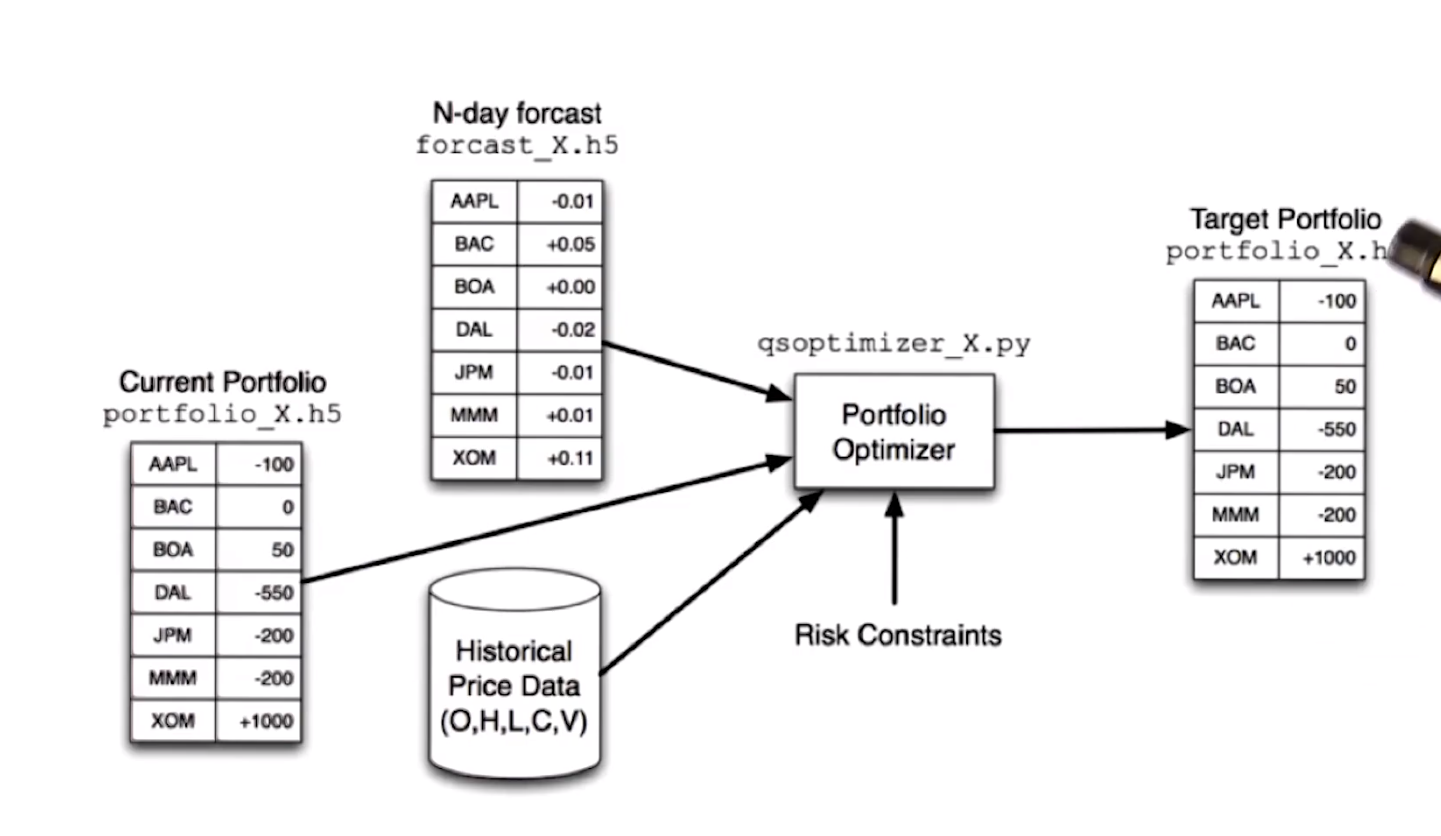 N-day forcast
forcast_X.h5
AAPL -0.01
BAC +0.05
BOA +0.00
DAL -0.02
JPM -0.01
MMM +0.01
XOM +0.11
Current Portfolio
portfolio_X.h5
AAPL -100
BAC 0
BOA 50
DAL -550
JPM -200
MMM -200
XOM +1000
Historical
Price Data
(O,H,L,C,V)
qsoptimizer_X.py
Portfolio
Optimizer
Risk Constraints
Target Portfolio
portfolio_X.h
AAPL -100
BAC 0
BOA 50
DAL -550
JPM -200
MMM -200
XOM +1000